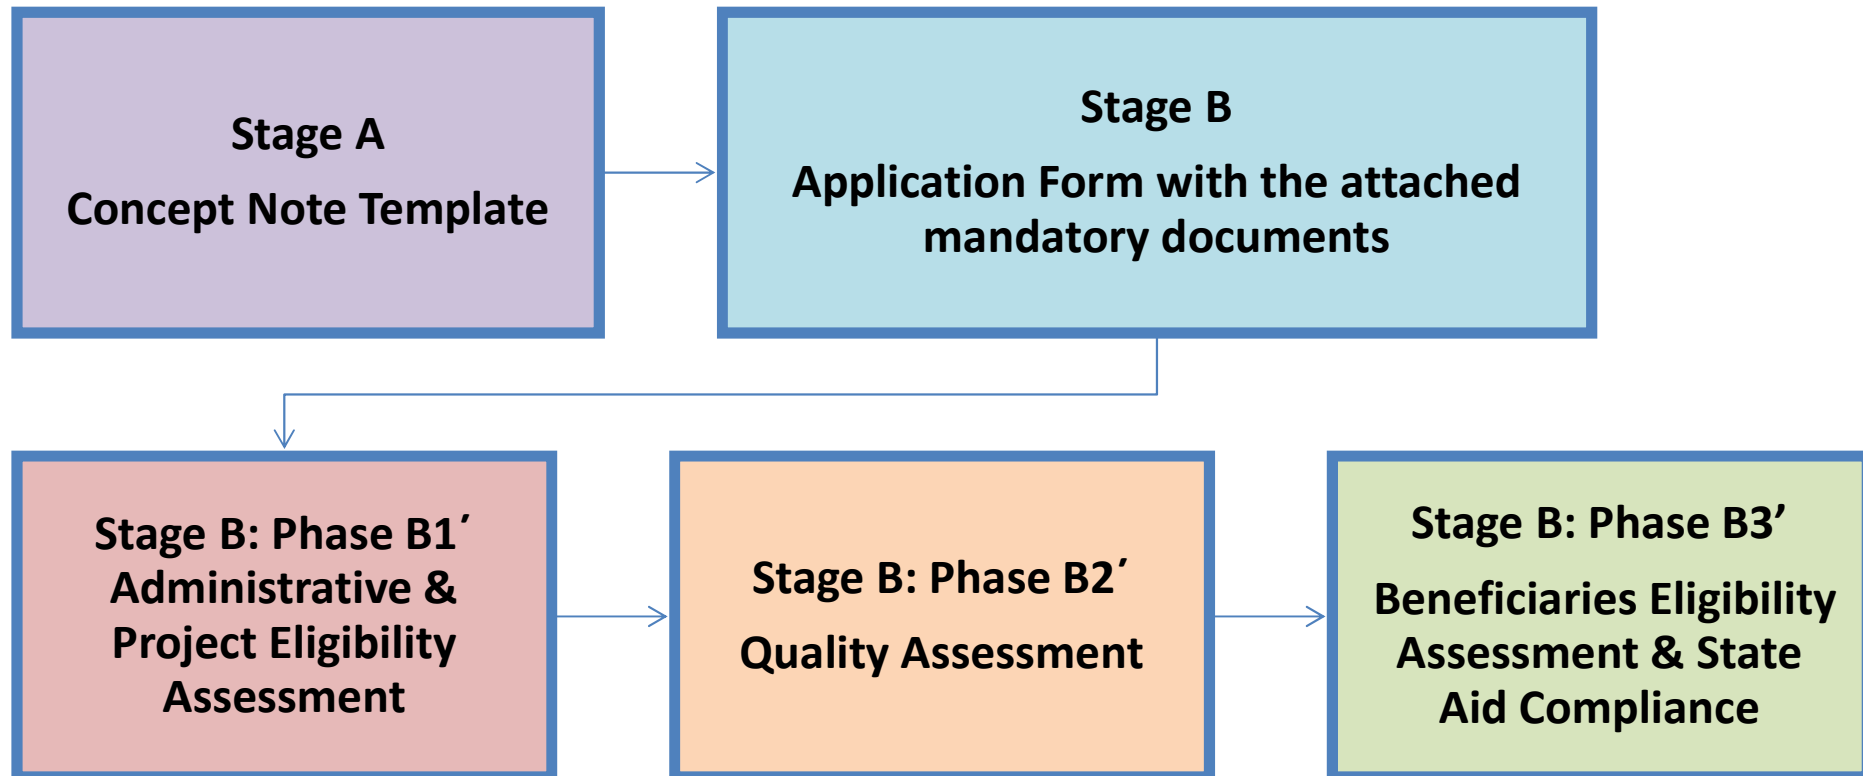 Stage A
Concept Note Template
Stage B
Application Form with the attached
mandatory documents
Stage B: Phase B1΄
Administrative &
Project Eligibility
Assessment
Stage B: Phase B2΄
Quality Assessment
Stage B: Phase B3’
Beneficiaries Eligibility
Assessment & State
Aid Compliance